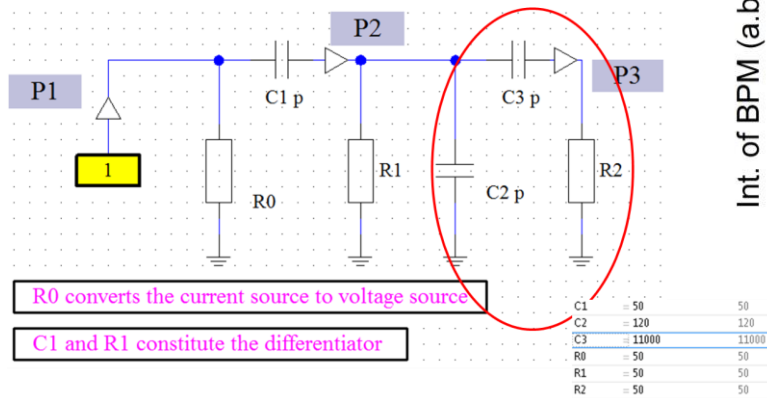 P1
P2
P3
C1 p
C3 p
1
R0
R1
C2 p
R2
R0 converts the current source to voltage source
C1 and R1 constitute the differentiator
C1 = 50 50
C2 = 120 120
C3 = 11000 11000
R0 = 50 50
R1 = 50 50
R2 = 50 50
Int. of BPM (a.b